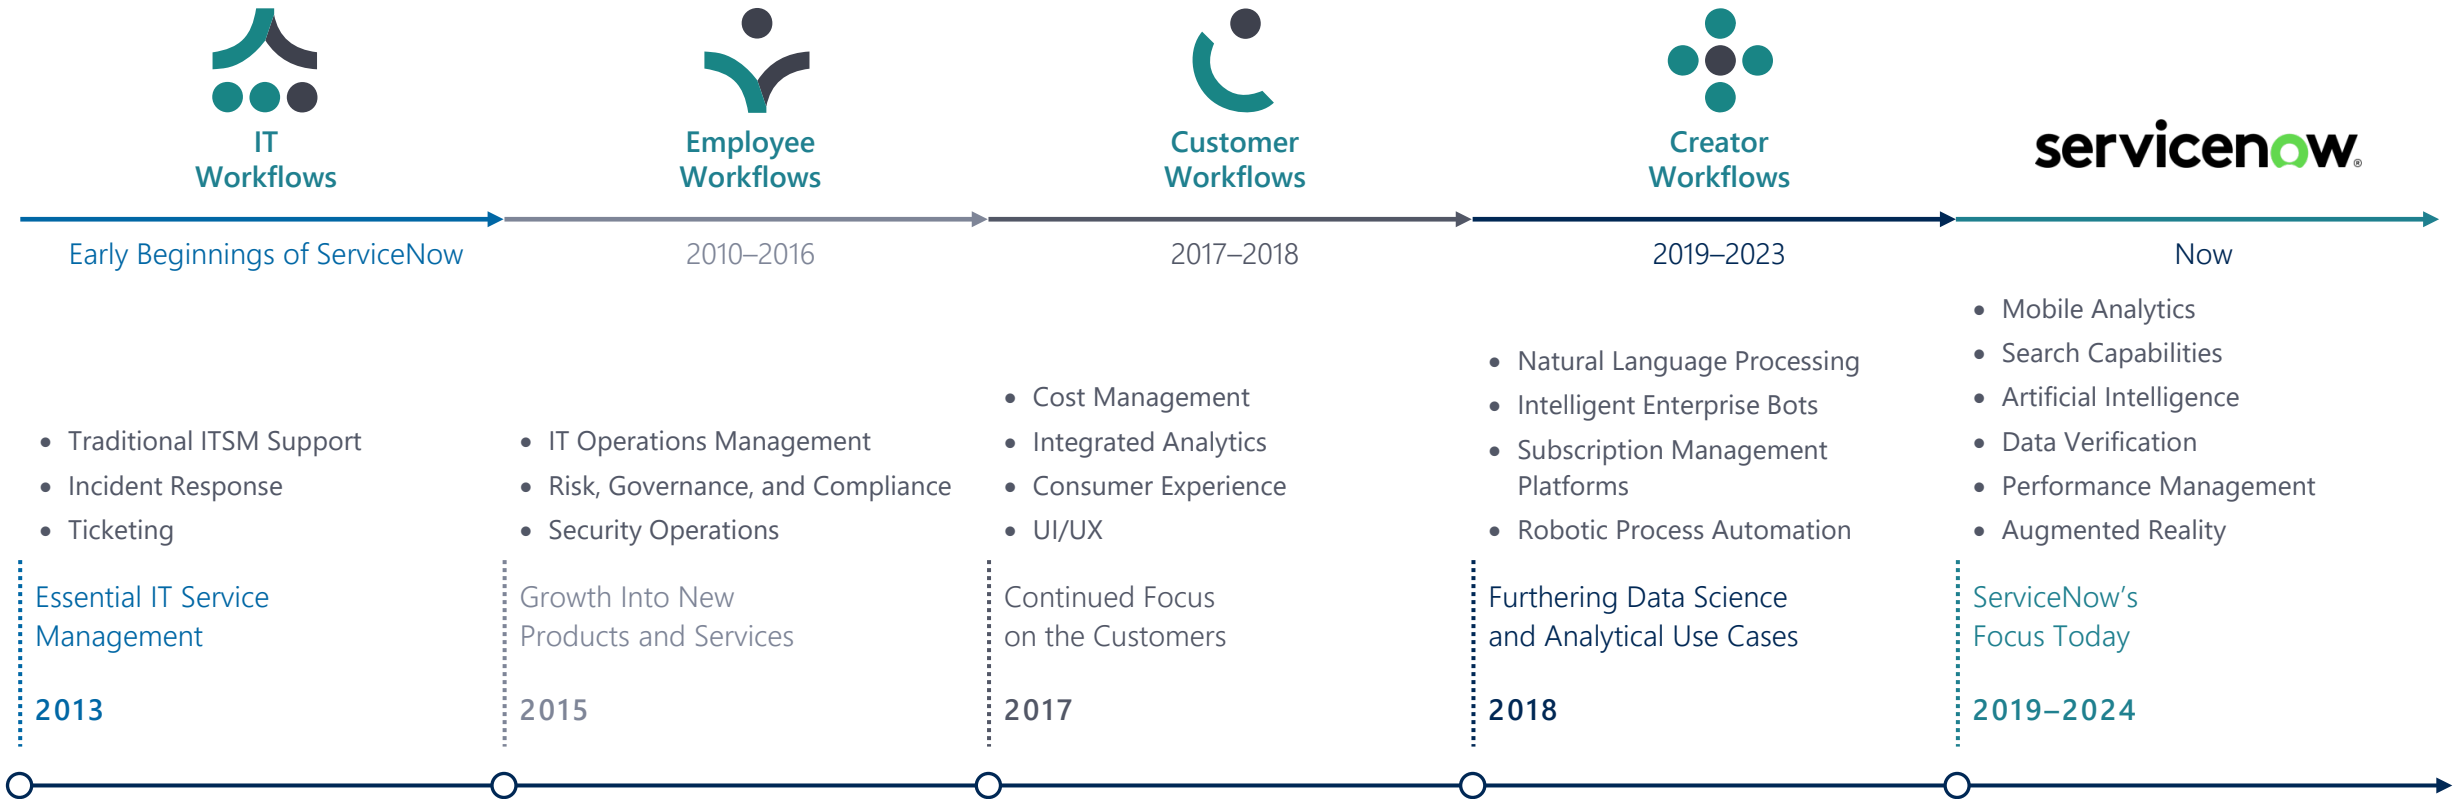 IT
Workflows
Employee
Workflows
Customer
Workflows
Creator
Workflows
servicenow®
Early Beginnings of ServiceNow
2010–2016
2017–2018
2019–2023
Now
• Traditional ITSM Support
• Incident Response
• Ticketing
• IT Operations Management
• Risk, Governance, and Compliance
• Security Operations
• Cost Management
• Integrated Analytics
• Consumer Experience
• UI/UX
• Natural Language Processing
• Intelligent Enterprise Bots
• Subscription Management
Platforms
• Robotic Process Automation
• Mobile Analytics
• Search Capabilities
• Artificial Intelligence
• Data Verification
• Performance Management
• Augmented Reality
Essential IT Service
Management
2013
Growth Into New
Products and Services
2015
Continued Focus
on the Customers
2017
Furthering Data Science
and Analytical Use Cases
2018
ServiceNow’s
Focus Today
2019–2024